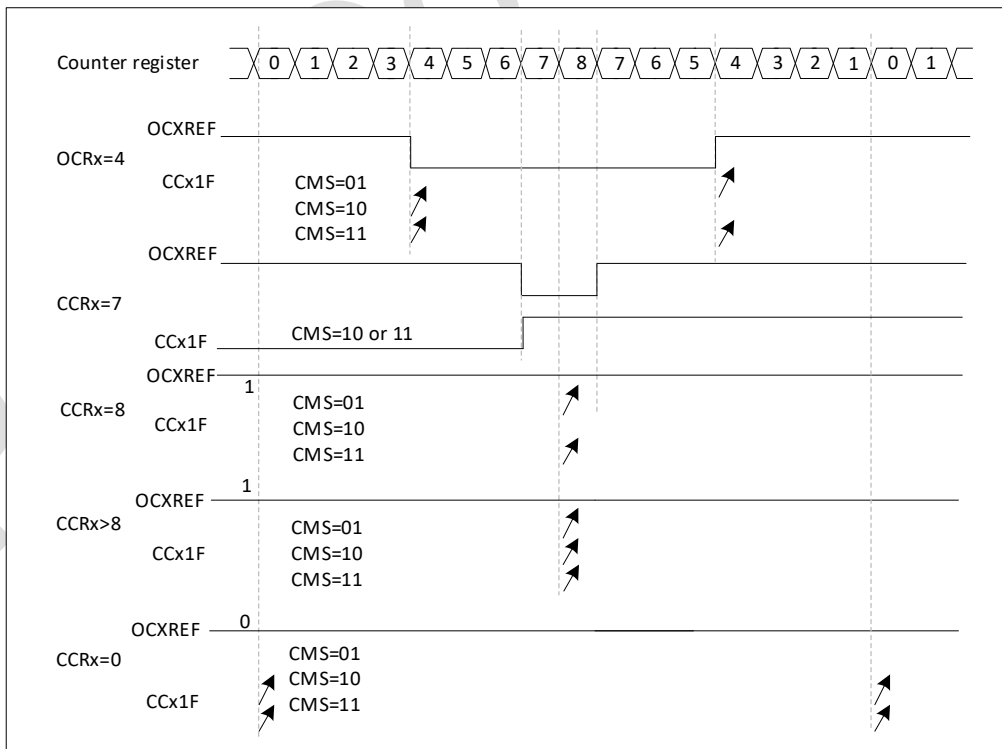 Counter register 0 1 2 3 4 5 6 7 8 7 6 5 4 3 2 1 0 1
OCXREF
OCRx=4
CCx1F
CMS=01
CMS=10
CMS=11
OCXREF
CCRx=7
CCx1F
CMS=10 or 11
OCXREF
1
CCRx=8
CCx1F
CMS=01
CMS=10
CMS=11
OCXREF
1
CCRx>8
CCx1F
CMS=01
CMS=10
CMS=11
OCXREF
0
CCRx=0
CCx1F
CMS=01
CMS=10
CMS=11